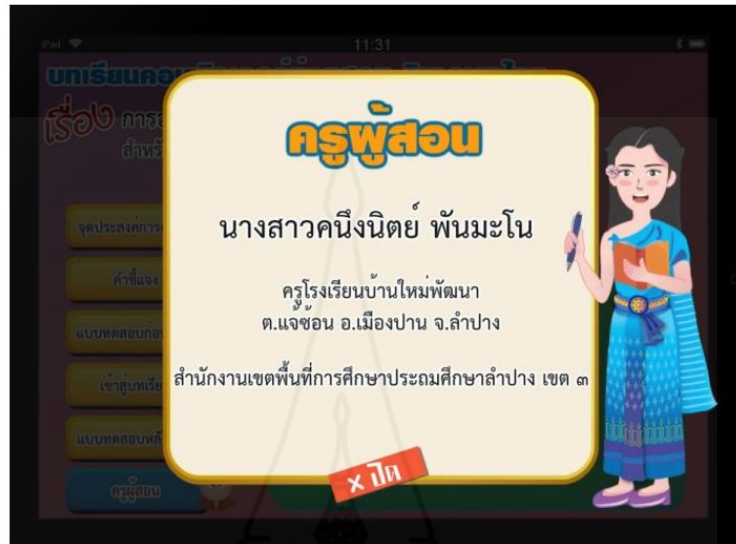 iPad 11:31
เรื่อง
ครูผู้สอน
นางสาวคนึงนิตย์ พันมะโน
ครูโรงเรียนบ้านใหม่พัฒนา
ต.แจ้ซ้อน อ.เมืองปาน จ.ลำปาง
สำนักงานเขตพื้นที่การศึกษาประถมศึกษาลำปาง เขต ๓
× ปิด
จุดประสงค์การ
คำชี้แจง
แบบทดสอบก่อน
เข้าสู่บทเรีย
แบบทดสอบหลั
ครูผู้สอน